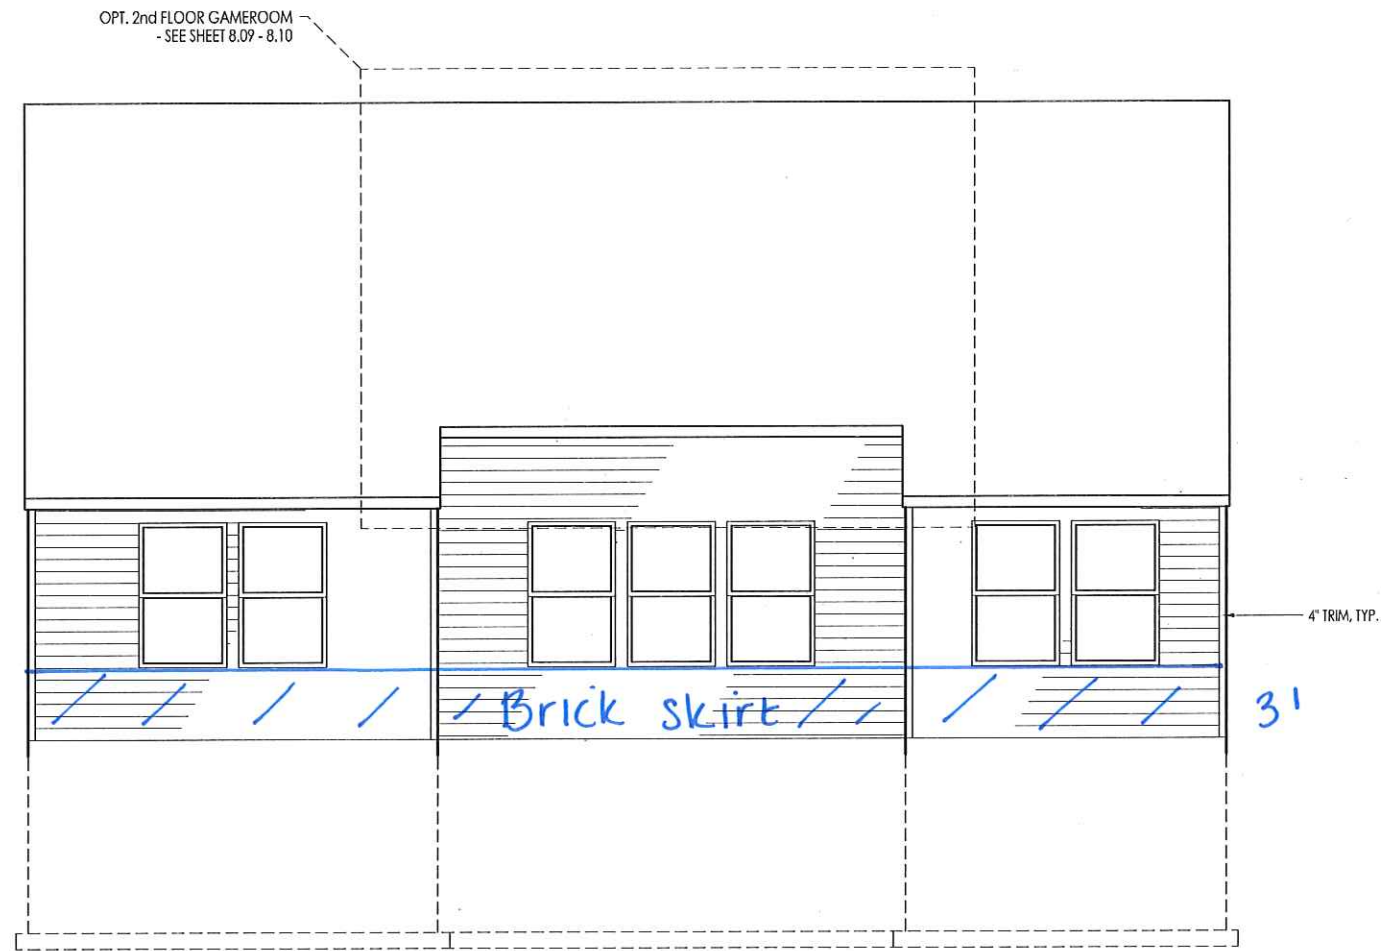 OPT. 2nd FLOOR GAMEROOM
- SEE SHEET 8.09 - 8.10
4" TRIM, TYP.
Brick skirt
3'